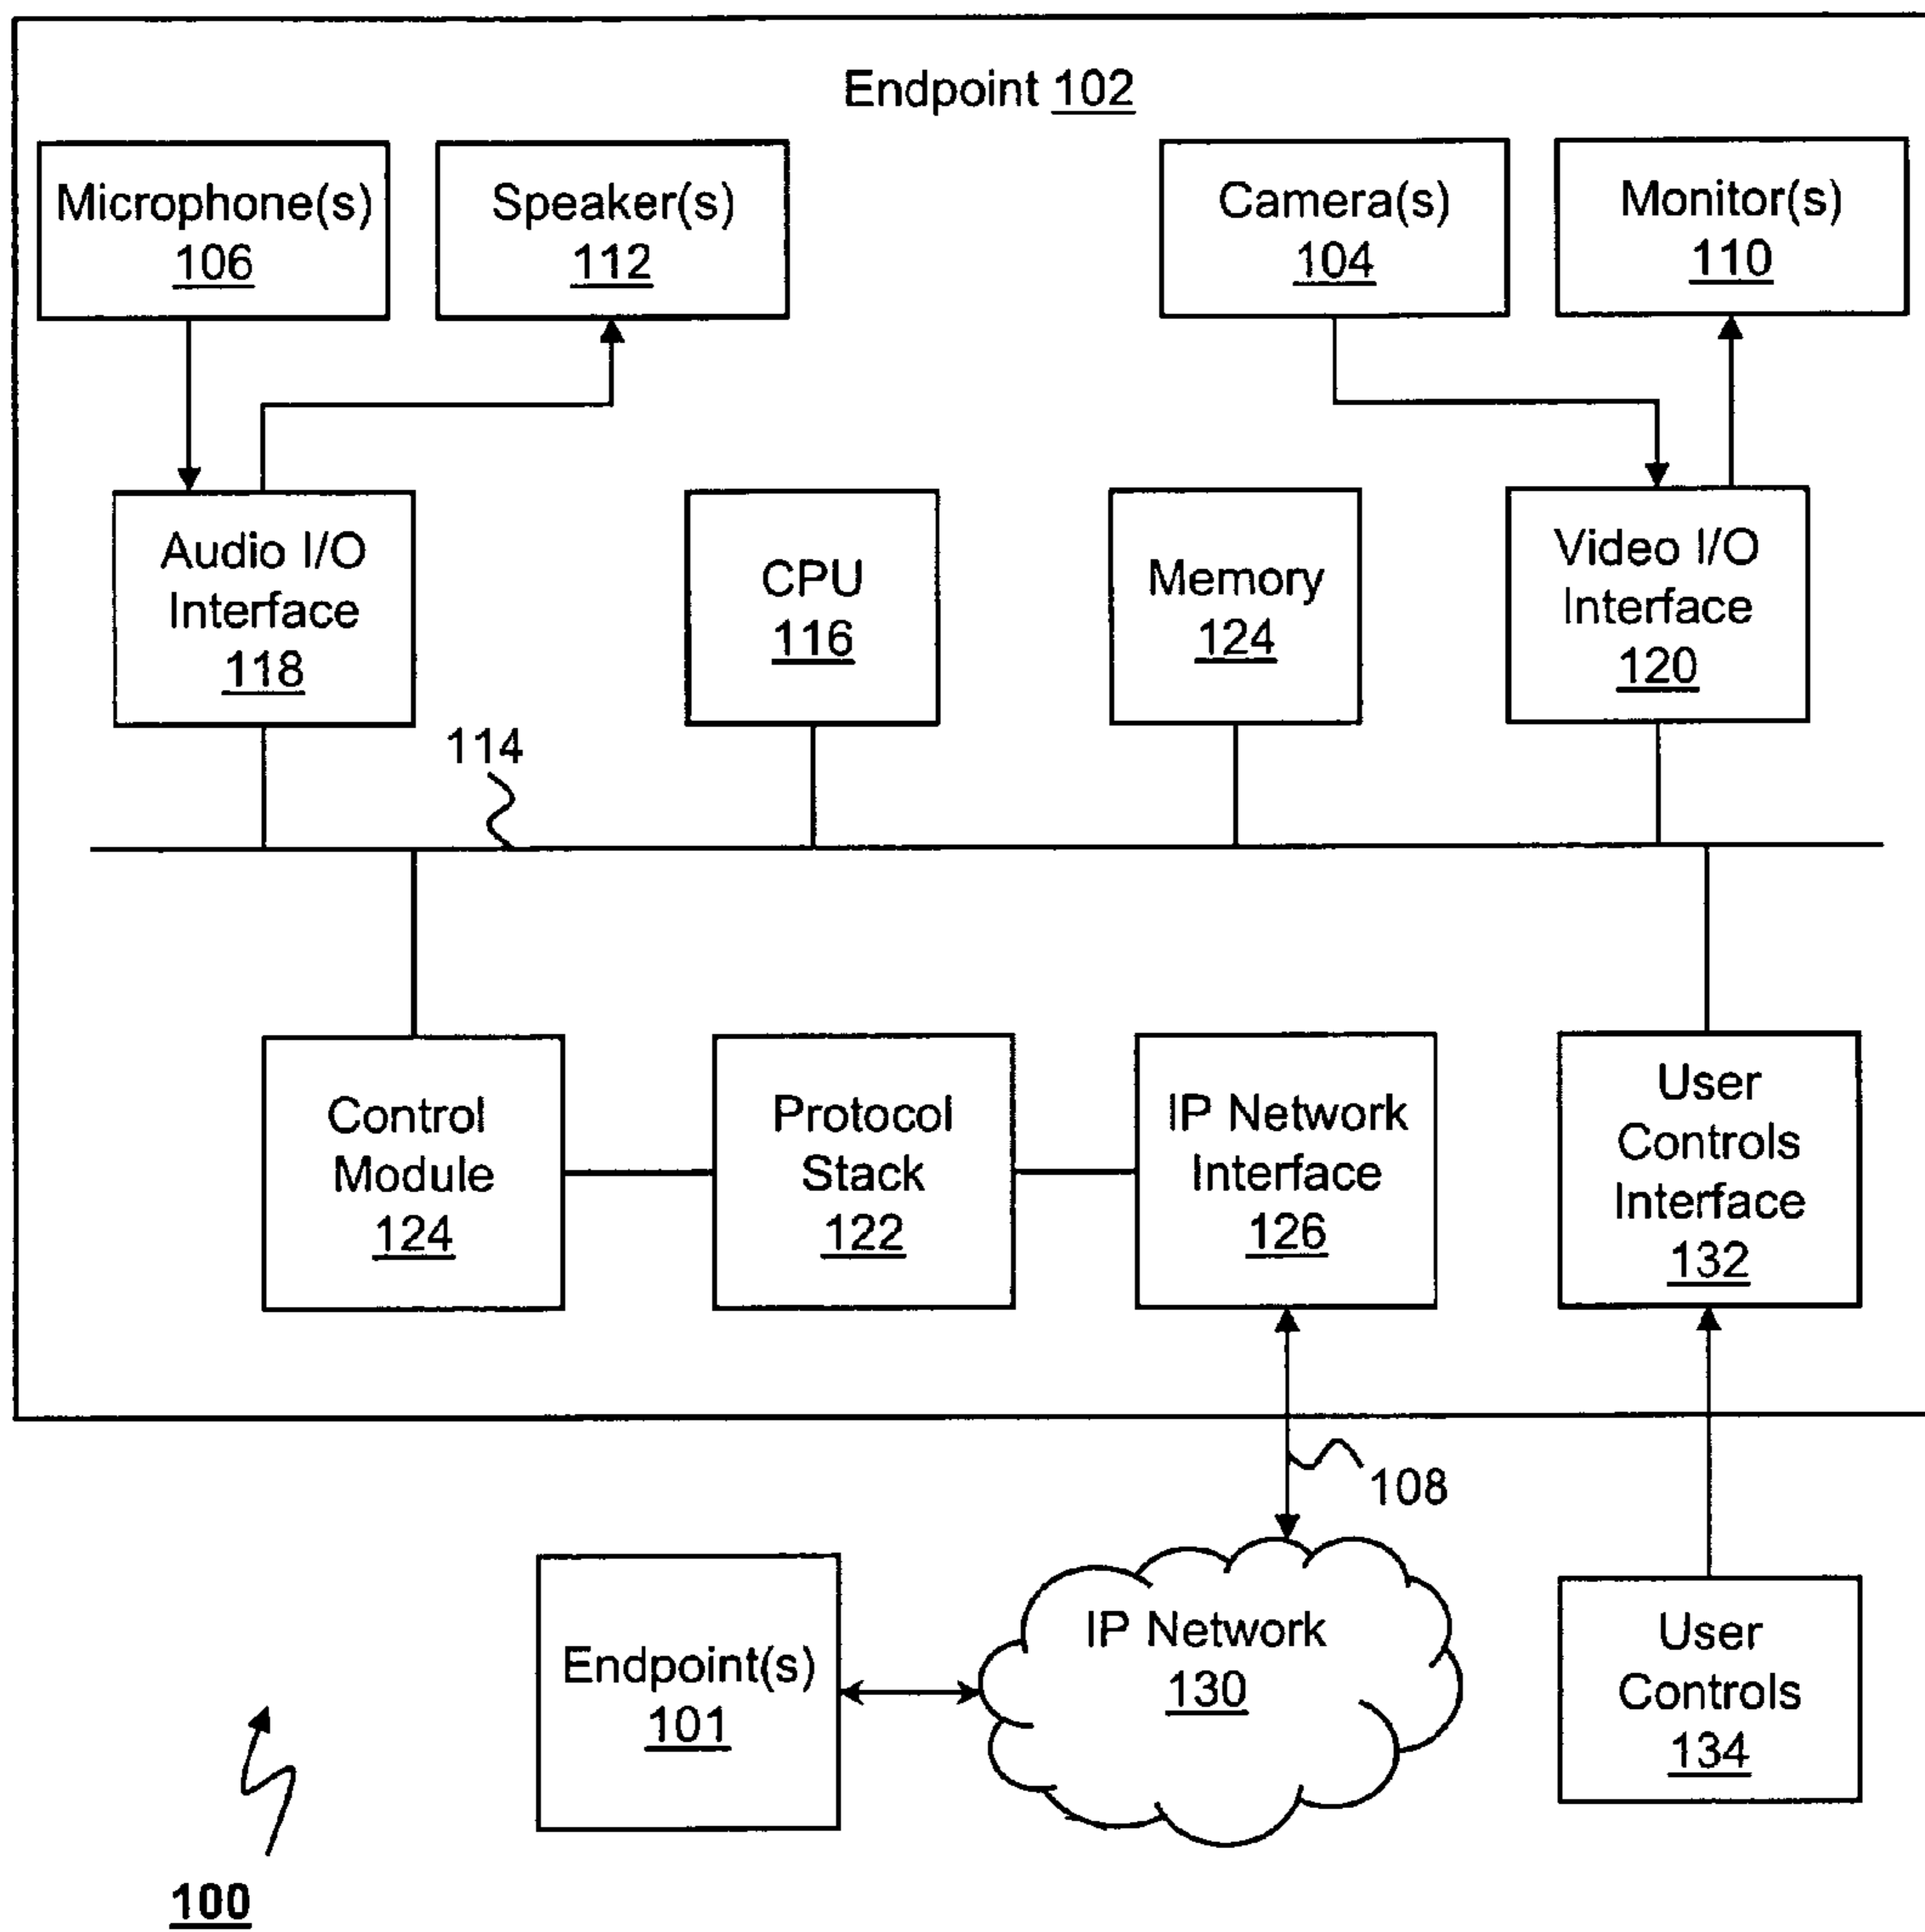 Endpoint 102
Microphone(s)
106
Speaker(s)
112
Camera(s)
104
Monitor(s)
110
Audio I/O
Interface
118
CPU
116
Memory
124
Video I/O
Interface
120
114
Control
Module
124
Protocol
Stack
122
IP Network
Interface
126
User
Controls
Interface
132
108
Endpoint(s)
101
IP Network
130
User
Controls
134
100